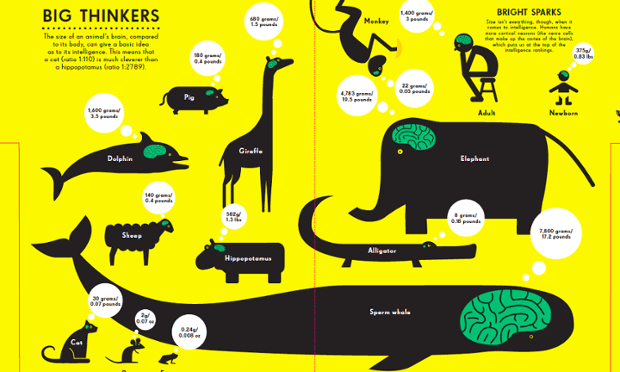 BIG THINKERS
The size of an animal's brain, compared
to its body, can give a basic idea
as to its intelligence. This means that
a cat (ratio 1:110) is much cleverer than
a hippopotamus (ratio 1:2789).
680 grams/
1.5 pounds
Monkey
1,400 grams/
3 pounds
BRIGHT SPARKS
Size isn't everything, though, when it
comes to intelligence. Humans have
more cortical neurons (the nerve cells
that make up the cortex of the brain),
which puts us at the top of the
intelligence rankings.
375g/
0.83 lbs
180 grams/
0.4 pounds
Pig
4,783 grams/
10.5 pounds
22 grams/
0.05 pounds
Adult
Newborn
1,600 grams/
3.5 pounds
Dolphin
Giraffe
Elephant
140 grams/
0.4 pounds
Sheep
582g/
1.3 lbs
Hippopotamus
8 grams/
Alligator
7,800 grams/
17.2 pounds
Sperm whale
30 grams/
0.07 pounds
Cat
2g/
0.07 oz
0.24g/
0.008 oz